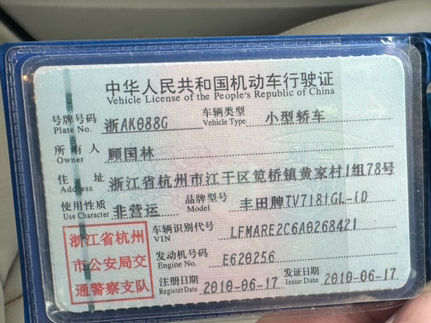 中华人民共和国机动车行驶证
Vehicle License of the People's Republic of China
号牌号码 浙AK088G 车辆类型 小型轿车
Plate No. Vehicle Type
所有人 顾国林
Owner
住址 浙江省杭州市江干区笕桥镇黄家村1组78号
Address
使用性质 非营运 品牌型号 丰田牌TV7181GL-iD
Use Character Model
浙江省杭州
市公安局交
通警察支队
车辆识别代号 LFMARE2C6A0268421
VIN
发动机号码 E620256
Engine No.
注册日期 2010-06-17 发证日期 2010-06-17
Register Date Issue Date